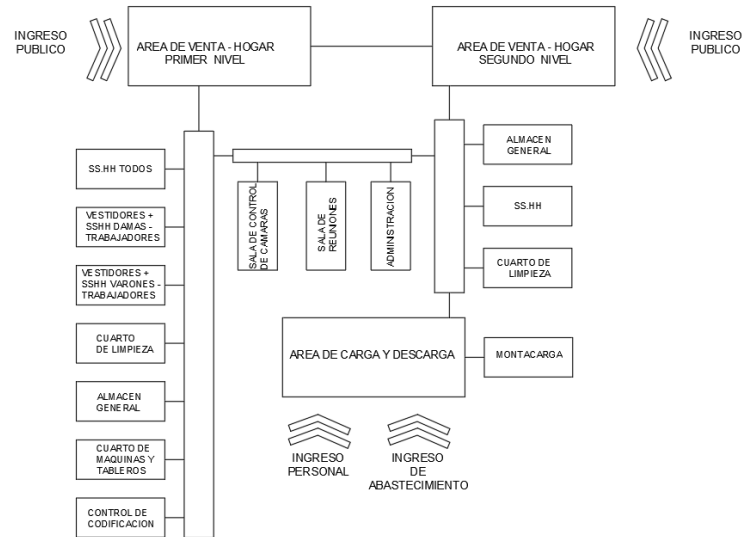 INGRESO
PUBLICO
AREA DE VENTA - HOGAR
PRIMER NIVEL
AREA DE VENTA - HOGAR
SEGUNDO NIVEL
INGRESO
PUBLICO
SS.HH TODOS
VESTIDORES +
SSHH DAMAS -
TRABAJADORES
VESTIDORES +
SSHH VARONES -
TRABAJADORES
CUARTO
DE LIMPIEZA
ALMACEN
GENERAL
CUARTO DE
MAQUINAS Y
TABLEROS
CONTROL DE
CODIFICACION
SALA DE CONTROL
DE CAMARAS
SALA DE
REUNIONES
ADMINISTRACION
ALMACEN
GENERAL
SS.HH
CUARTO DE
LIMPIEZA
AREA DE CARGA Y DESCARGA
MONTACARGA
INGRESO
PERSONAL
INGRESO
DE
ABASTECIMIENTO